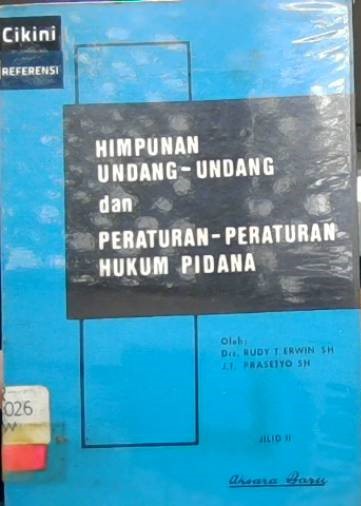 Cikini
REFERENSI
HIMPUNAN
UNDANG-UNDANG
dan
PERATURAN-PERATURAN
HUKUM PIDANA
Oleh:
Drs. RUDY T ERWIN SH
J.T. PRASETYO SH
026
W
JILID II
Aksara Baru